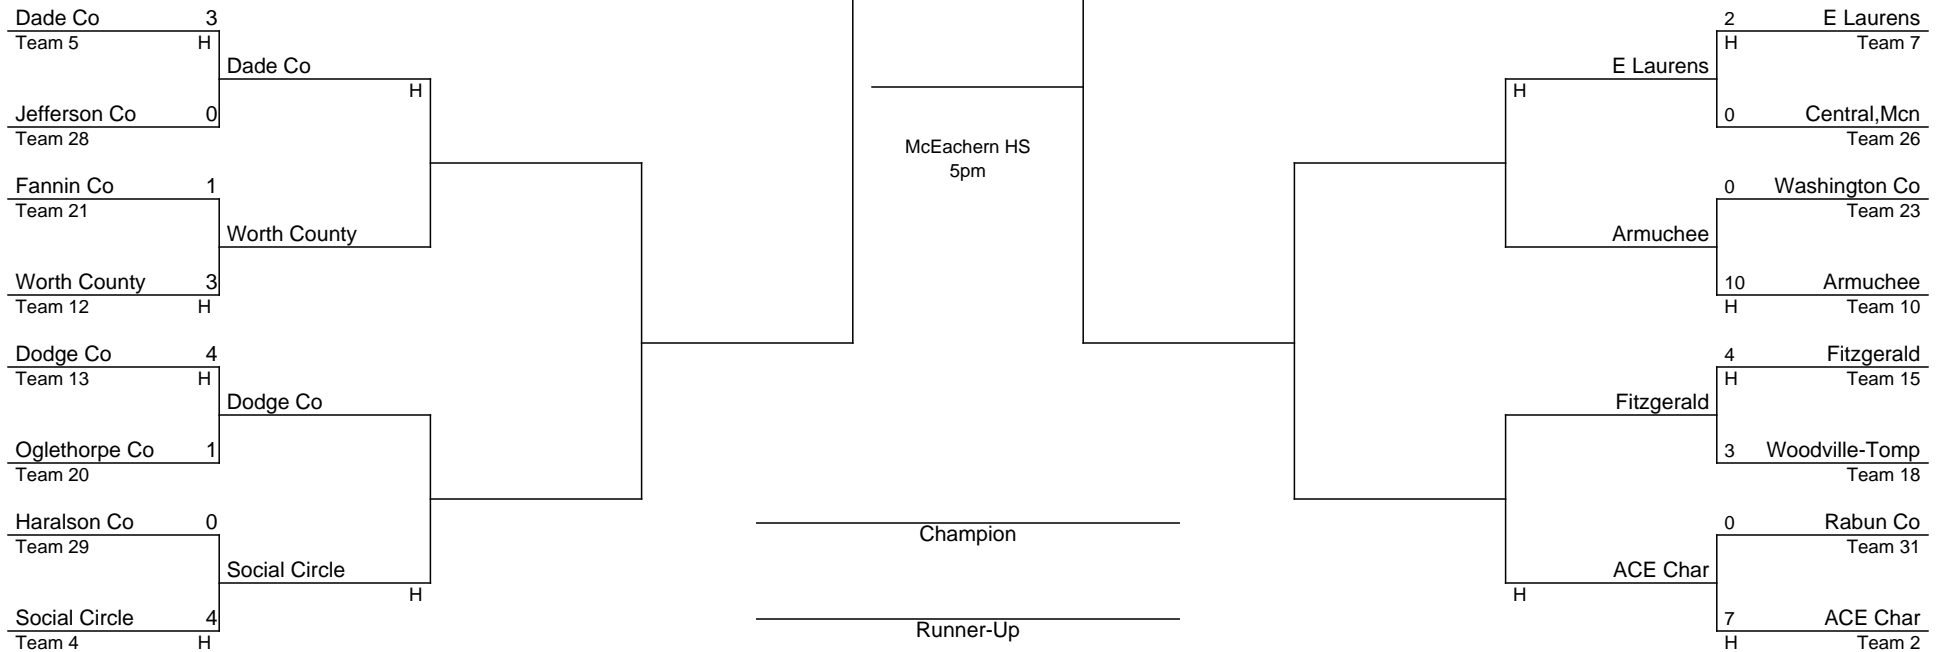 Dade Co 3
Team 5 H
Dade Co
H
Jefferson Co 0
Team 28
Fannin Co 1
Team 21
Worth County
Worth County 3
Team 12 H
Dodge Co 4
Team 13 H
Dodge Co
Oglethorpe Co 1
Team 20
Haralson Co 0
Team 29
Social Circle
H
Social Circle 4
Team 4 H
McEachern HS
5pm
Champion
Runner-Up
2 E Laurens
H Team 7
E Laurens
H
0 Central,Mcn
Team 26
0 Washington Co
Team 23
Armuchee
10 Armuchee
H Team 10
4 Fitzgerald
H Team 15
Fitzgerald
3 Woodville-Tomp
Team 18
0 Rabun Co
Team 31
ACE Char
H
7 ACE Char
H Team 2